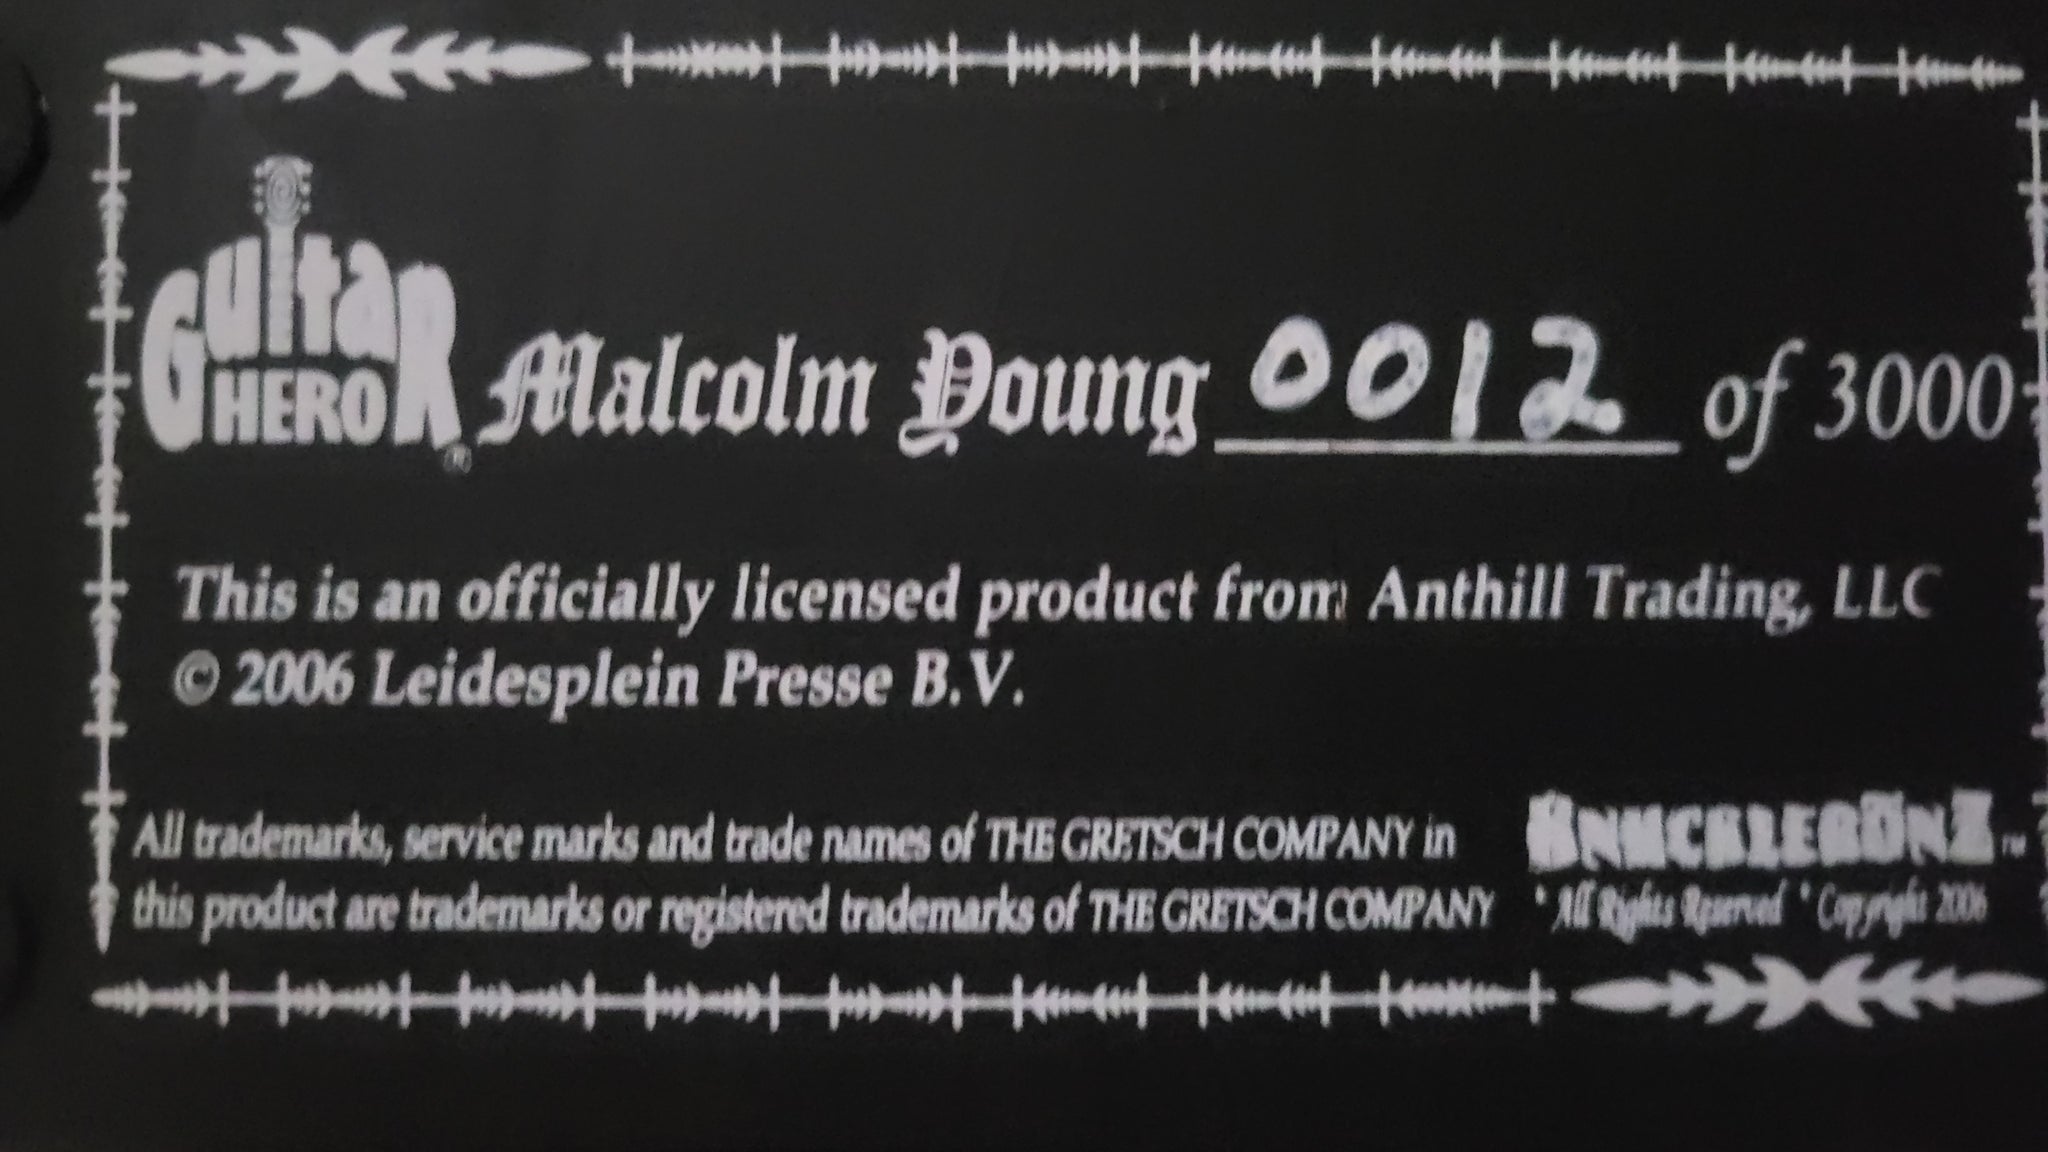 Guitar
HERO®
Malcolm Young 0012 of 3000
This is an officially licensed product from Anthill Trading, LLC
© 2006 Leidesplein Presse B.V.
All trademarks, service marks and trade names of THE GRETSCH COMPANY in
this product are trademarks or registered trademarks of THE GRETSCH COMPANY
KNUCKLEBONZ™
* All Rights Reserved * Copyright 2006